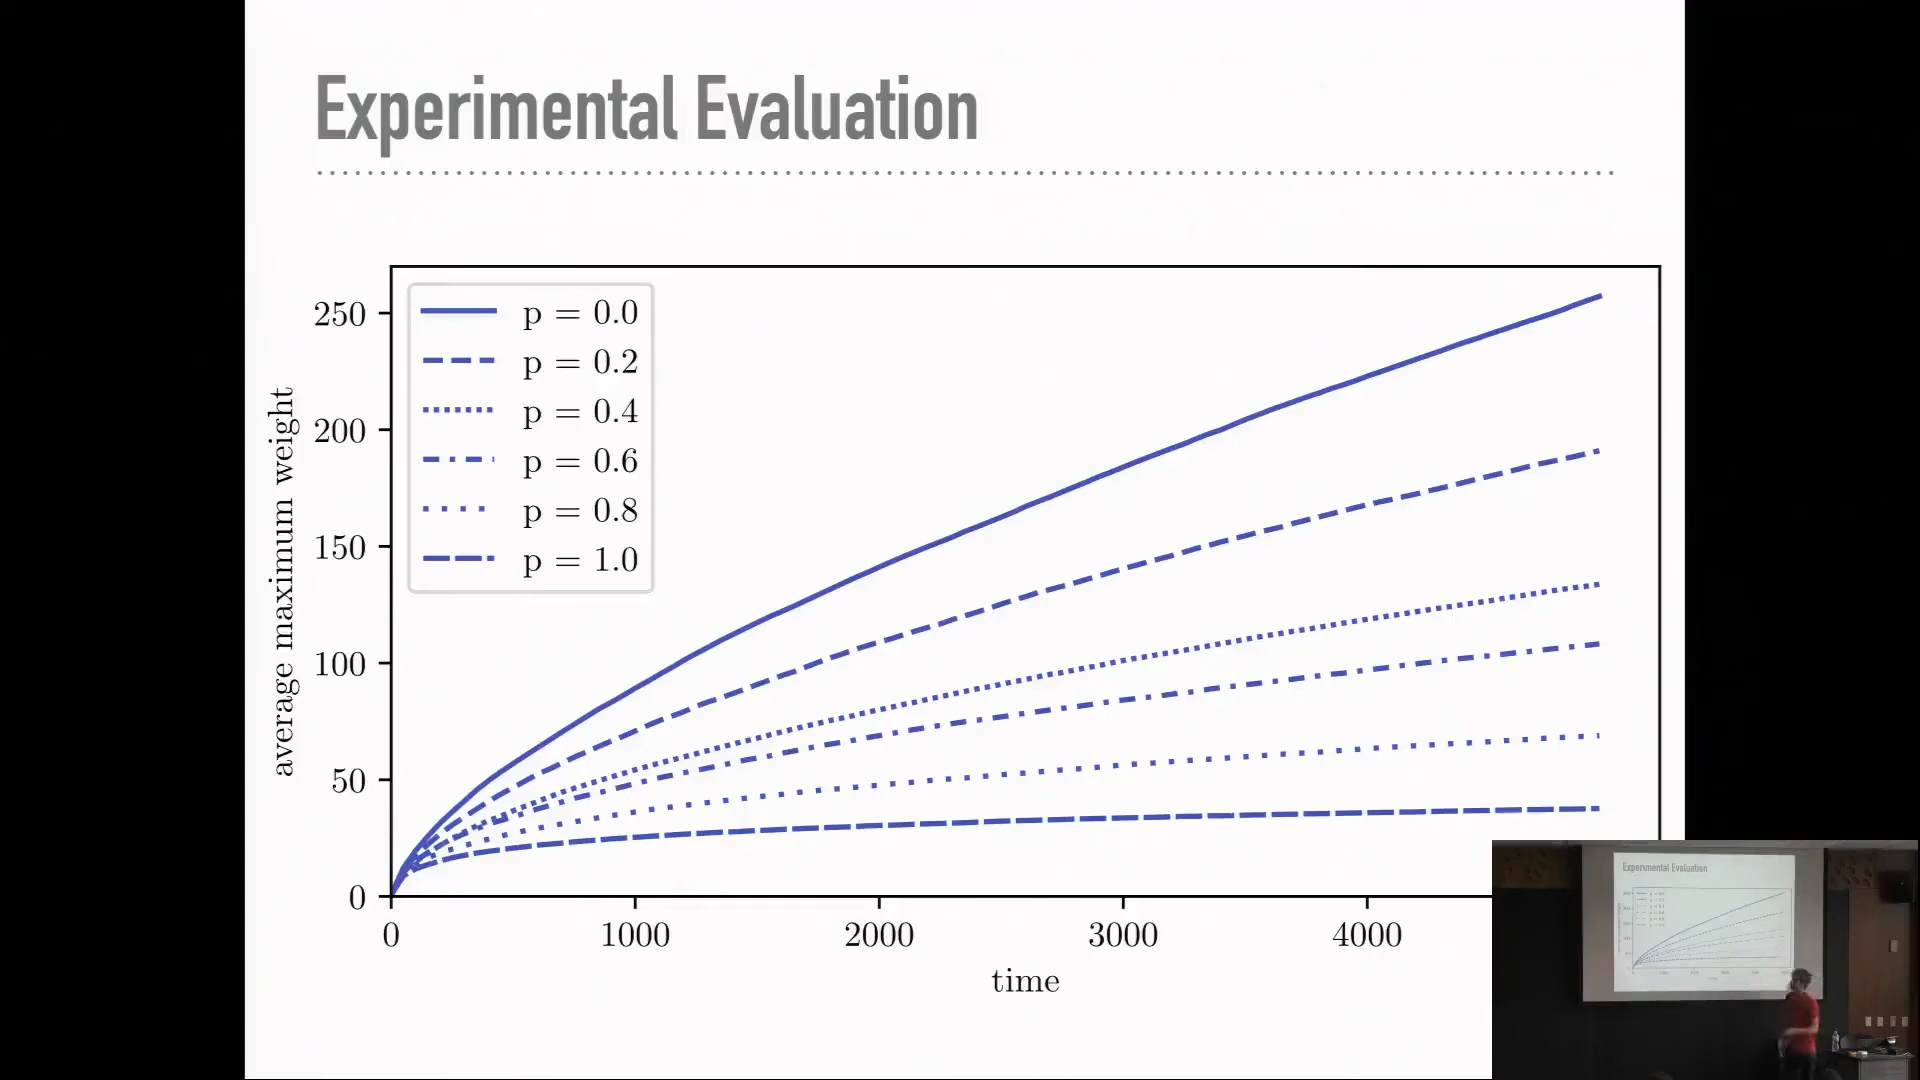 Experimental Evaluation
250
200
150
100
50
0
average maximum weight
p = 0.0
p = 0.2
p = 0.4
p = 0.6
p = 0.8
p = 1.0
0 1000 2000 3000 4000
time
Experimental Evaluation